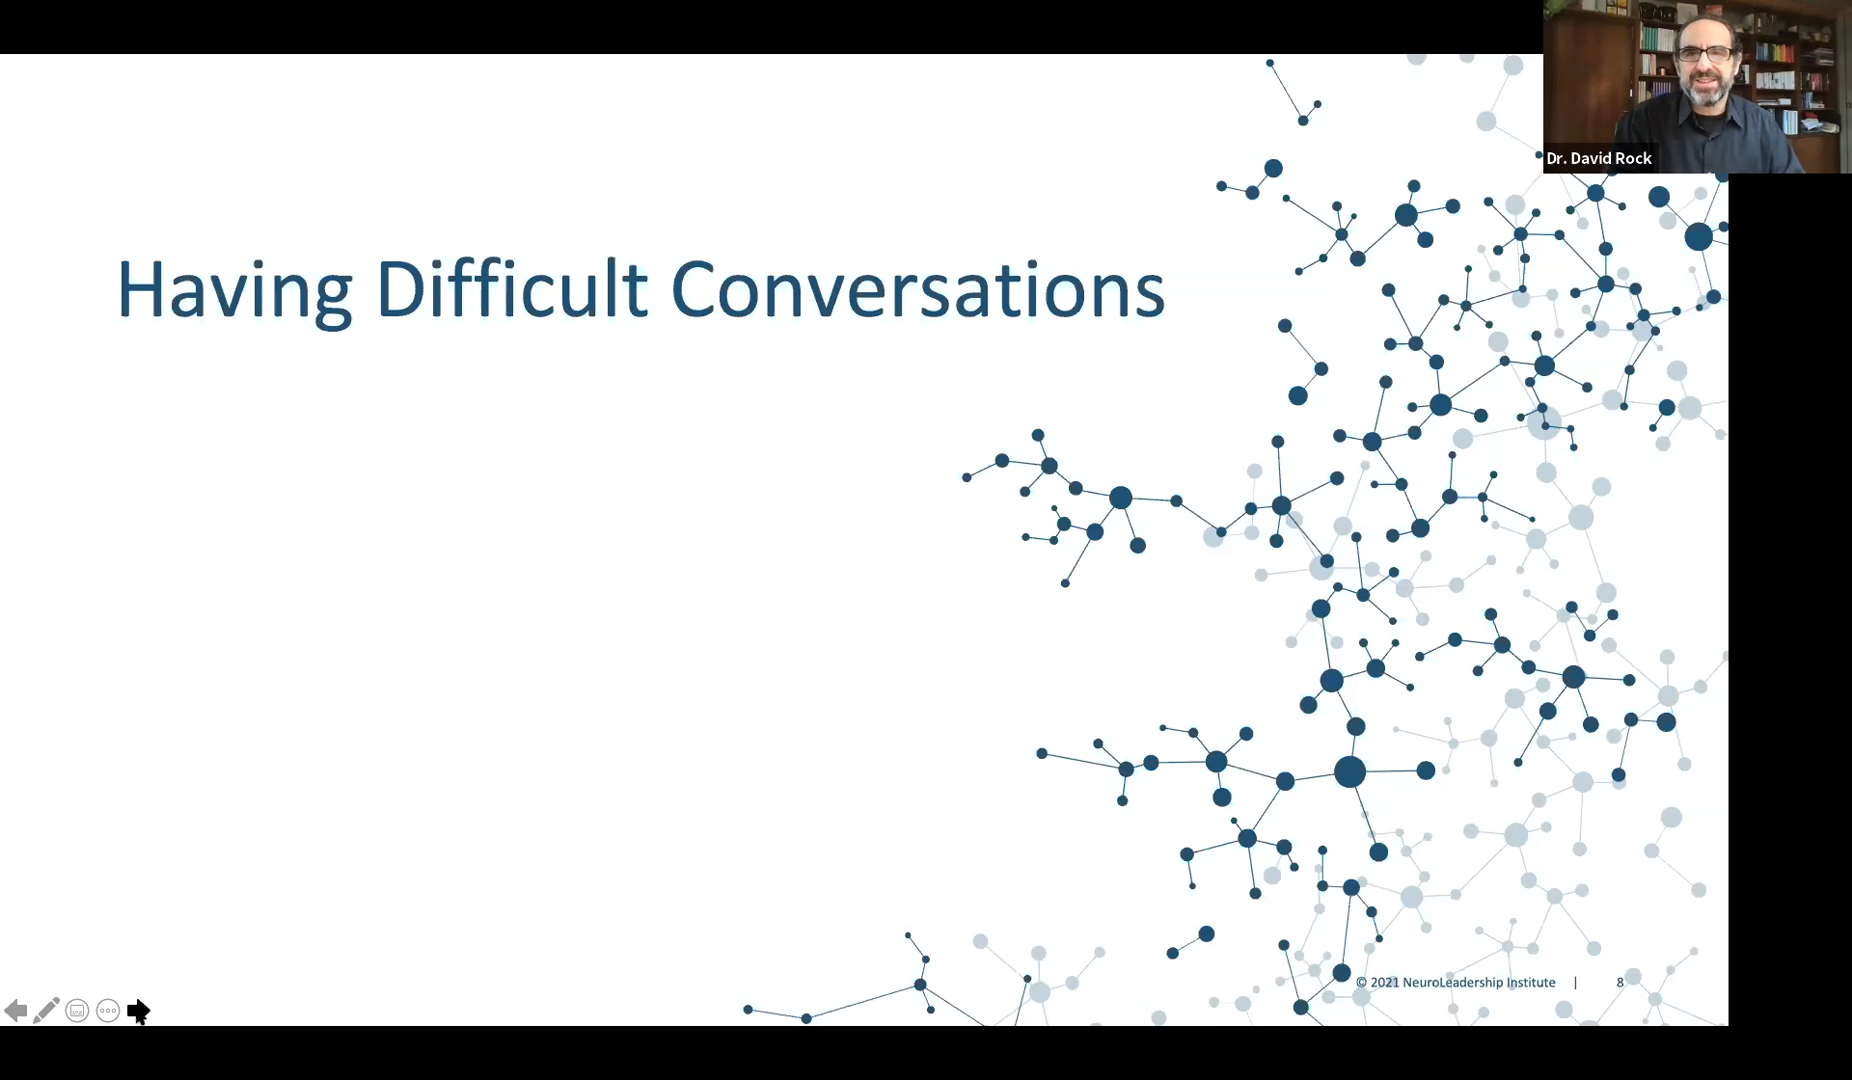 Dr. David Rock
Having Difficult Conversations
© 2021 NeuroLeadership Institute | 8